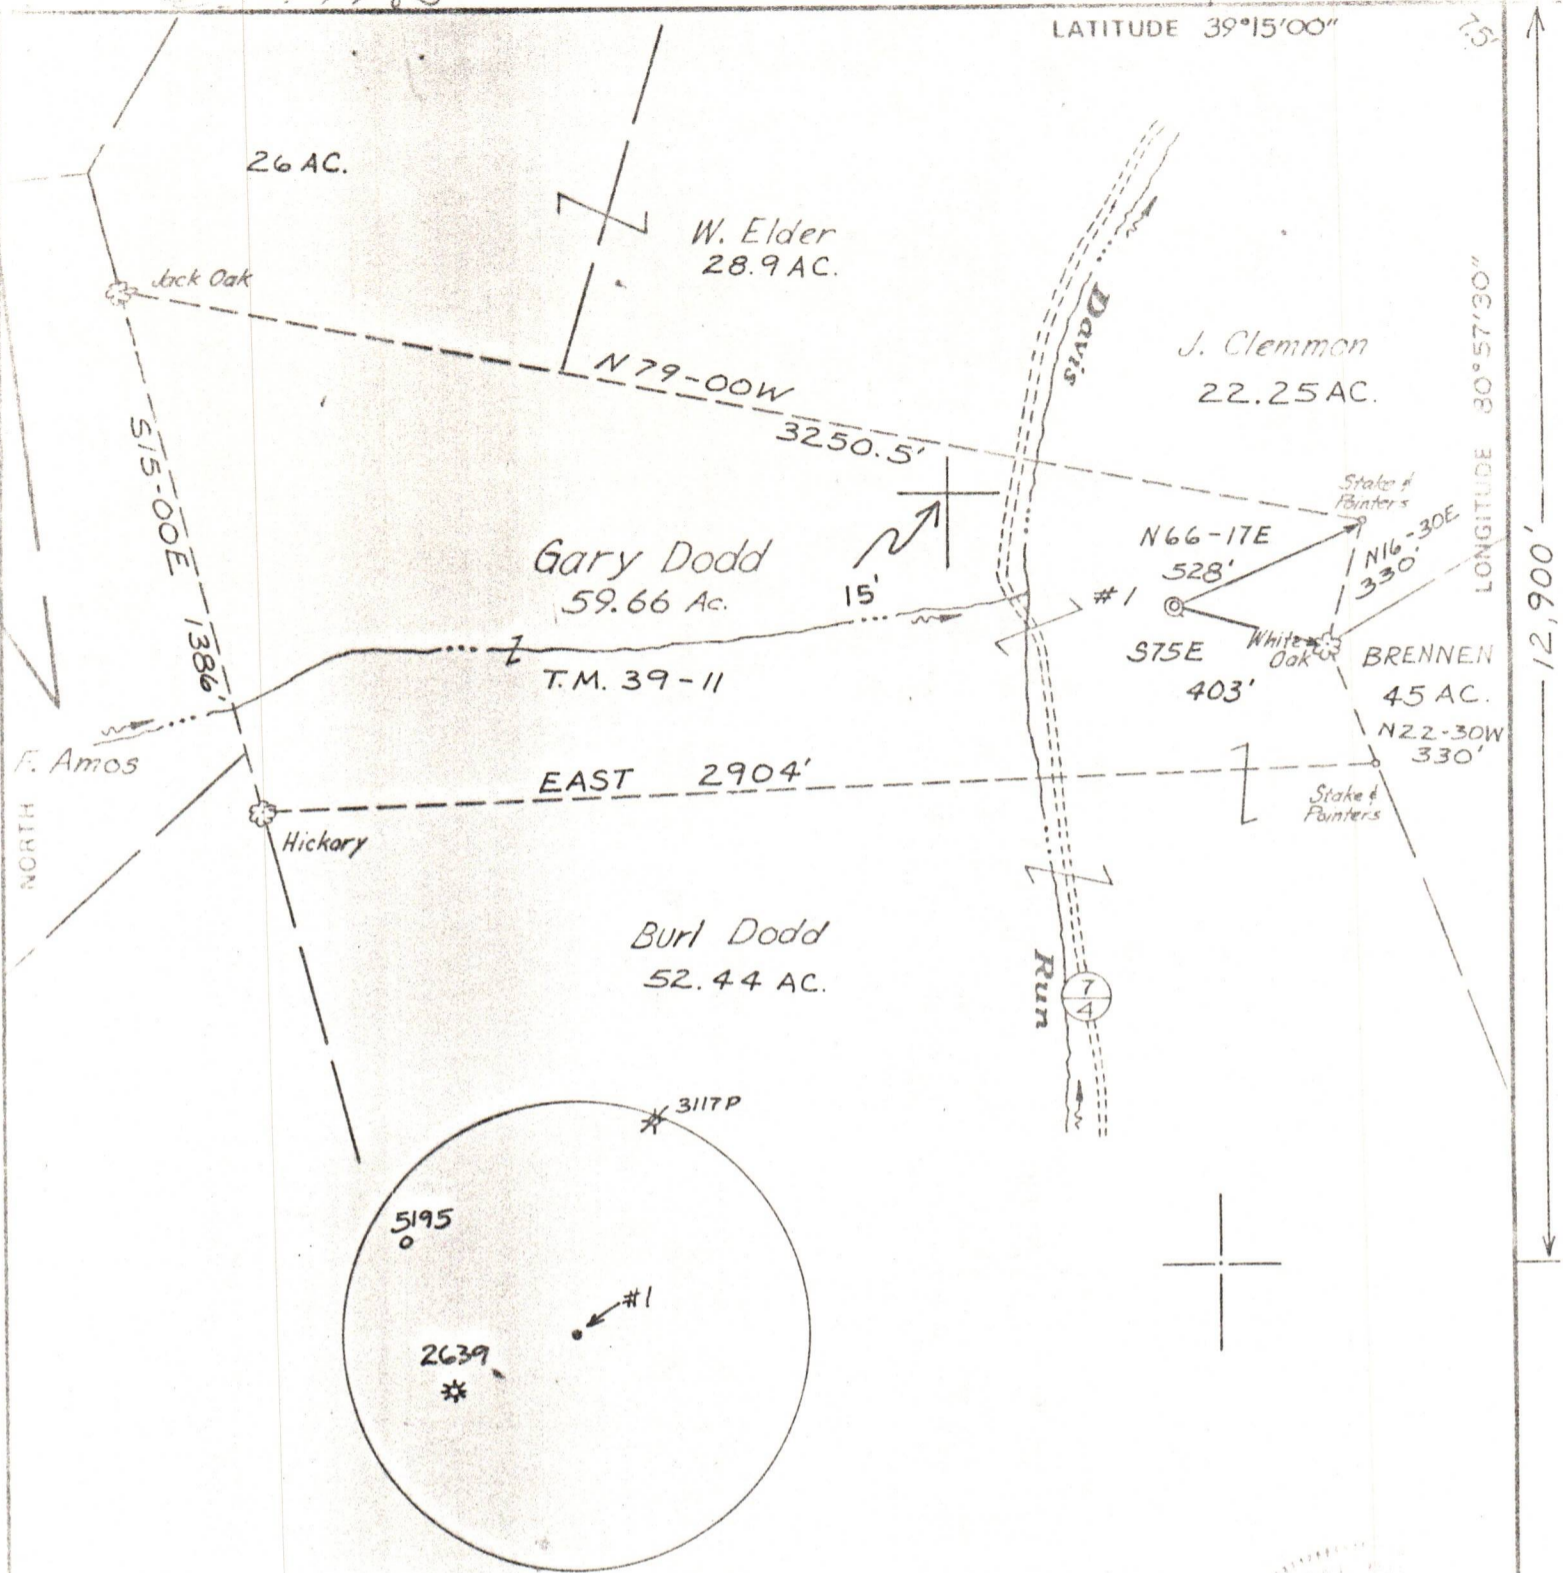 LATITUDE 39°15'00"
7.5'
26 AC.
W. Elder
28.9 AC.
Jack Oak
Davis
J. Clemmon
22.25 AC.
LONGITUDE 80°57'30"
N 79-00W
3250.5'
S15-00E 1386'
Stake &
Pointers
N16-30E
330'
N66-17E
528'
Gary Dodd
59.66 Ac.
15'
#1
12,900'
S75E
403'
White
Oak
BRENNEN
45 AC.
N22-30W
330'
T.M. 39-11
F. Amos
EAST 2904'
Stake &
Pointers
NORTH
Hickory
Burl Dodd
52.44 AC.
Run
7
4
3117P
5195
#1
2639